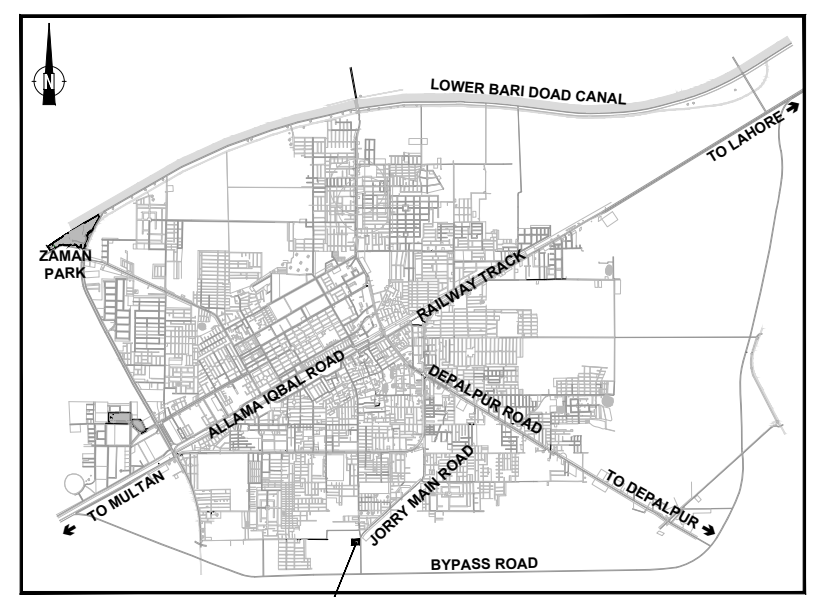 N
LOWER BARI DOAD CANAL
TO LAHORE
ZAMAN
PARK
RAILWAY TRACK
ALLAMA IQBAL ROAD
DEPALPUR ROAD
JORRY MAIN ROAD
TO MULTAN
TO DEPALPUR
BYPASS ROAD